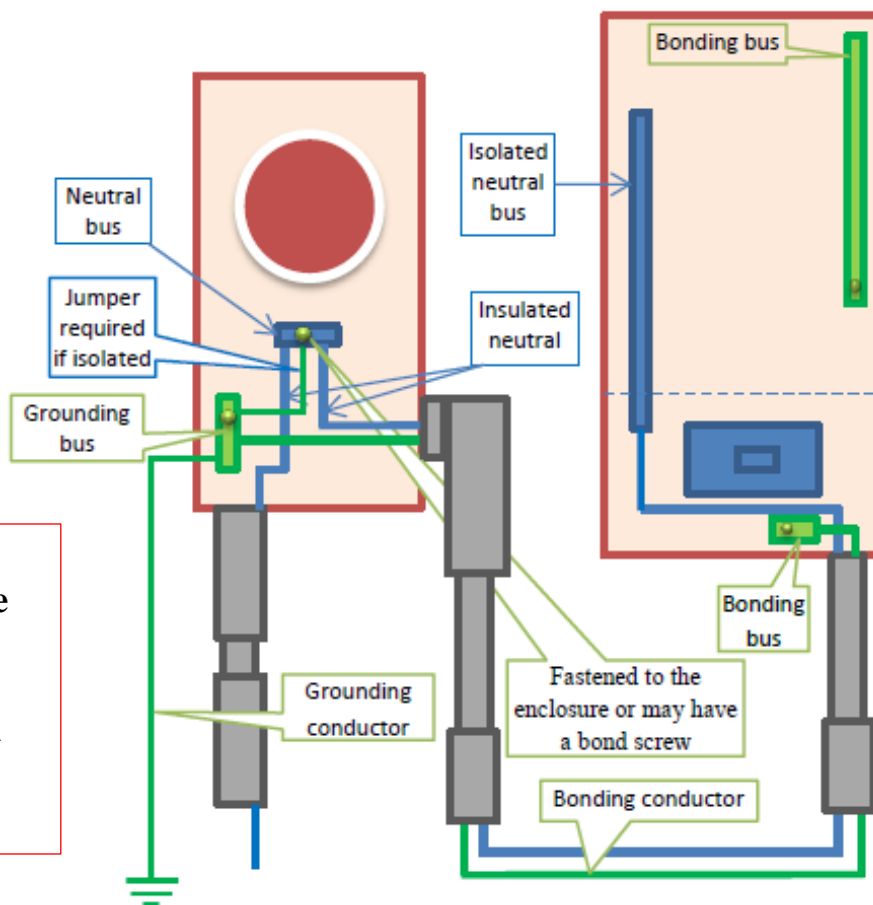 Bonding bus
Isolated
neutral
bus
Neutral
bus
Jumper
required
if isolated
Insulated
neutral
Grounding
bus
Bonding
bus
Grounding
conductor
Fastened to the
enclosure or may have
a bond screw
Bonding conductor